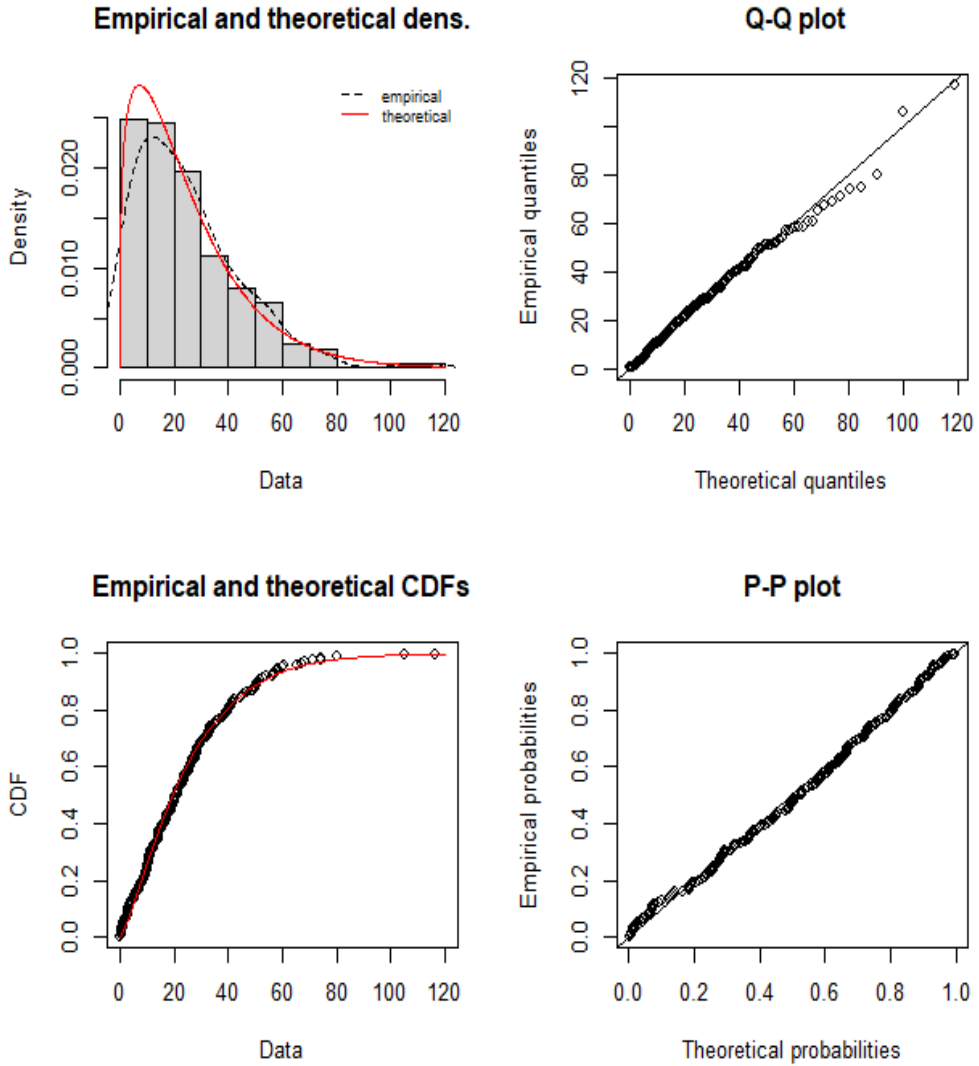 Empirical and theoretical dens.
empirical
theoretical
Density
0.000
0.010
0.020
0 20 40 60 80 100 120
Data
Q-Q plot
Empirical quantiles
0 20 40 60 80 120
0 20 40 60 80 100 120
Theoretical quantiles
Empirical and theoretical CDFs
CDF
0.0 0.2 0.4 0.6 0.8 1.0
0 20 40 60 80 100 120
Data
P-P plot
Empirical probabilities
0.0 0.2 0.4 0.6 0.8 1.0
0.0 0.2 0.4 0.6 0.8 1.0
Theoretical probabilities